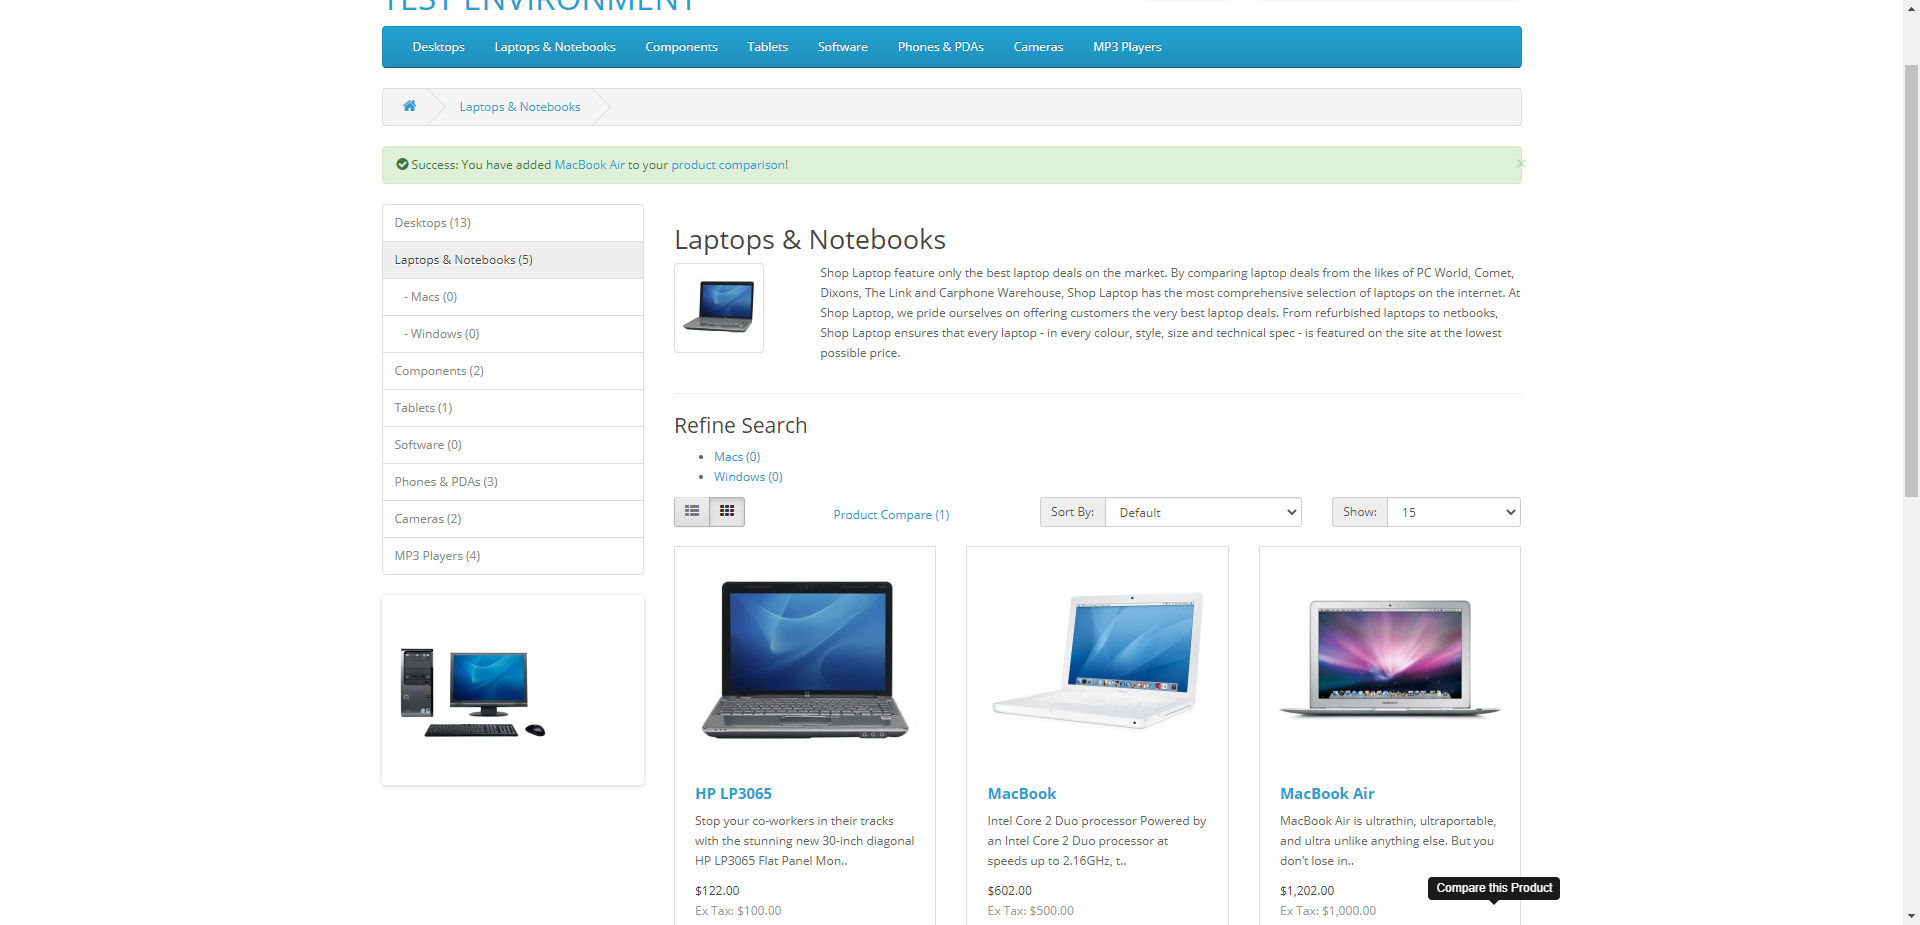 TEST ENVIRONMENT
Desktops
Laptops & Notebooks
Components
Tablets
Software
Phones & PDAs
Cameras
MP3 Players
Laptops & Notebooks
Success: You have added MacBook Air to your product comparison!
×
Desktops (13)
Laptops & Notebooks (5)
- Macs (0)
- Windows (0)
Components (2)
Tablets (1)
Software (0)
Phones & PDAs (3)
Cameras (2)
MP3 Players (4)
Laptops & Notebooks
Shop Laptop feature only the best laptop deals on the market. By comparing laptop deals from the likes of PC World, Comet,
Dixons, The Link and Carphone Warehouse, Shop Laptop has the most comprehensive selection of laptops on the internet. At
Shop Laptop, we pride ourselves on offering customers the very best laptop deals. From refurbished laptops to netbooks,
Shop Laptop ensures that every laptop - in every colour, style, size and technical spec - is featured on the site at the lowest
possible price.
Refine Search
Macs (0)
Windows (0)
Product Compare (1)
Sort By:
Default
Show:
15
HP LP3065
Stop your co-workers in their tracks
with the stunning new 30-inch diagonal
HP LP3065 Flat Panel Mon..
$122.00
Ex Tax: $100.00
MacBook
Intel Core 2 Duo processor Powered by
an Intel Core 2 Duo processor at
speeds up to 2.16GHz, t..
$602.00
Ex Tax: $500.00
MacBook Air
MacBook Air is ultrathin, ultraportable,
and ultra unlike anything else. But you
don’t lose in..
$1,202.00
Ex Tax: $1,000.00
Compare this Product